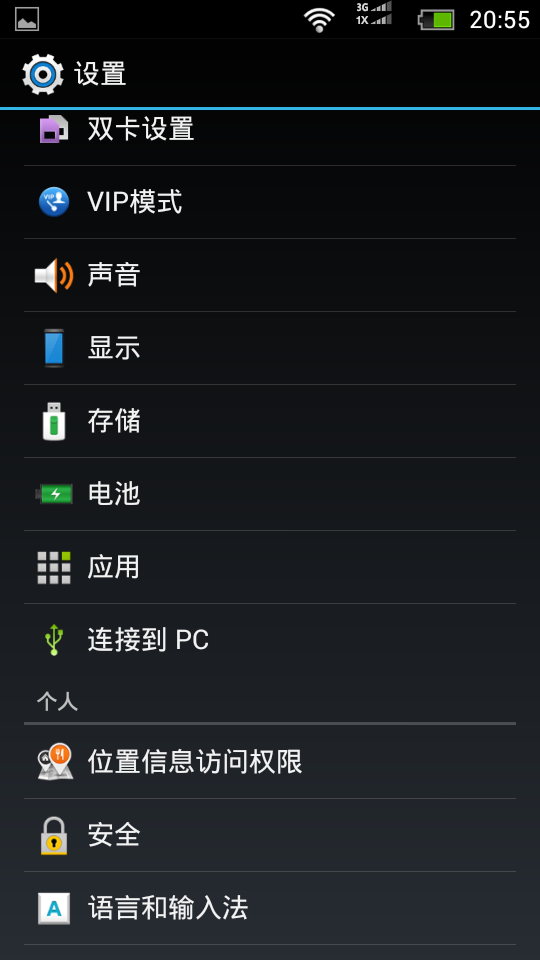 3G
1X
20:55
设置
双卡设置
VIP
VIP模式
声音
显示
存储
电池
应用
连接到 PC
个人
位置信息访问权限
安全
A
语言和输入法